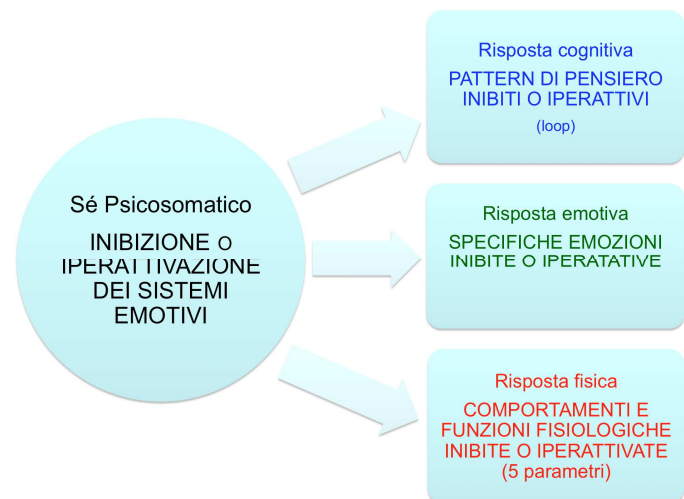 Sé Psicosomatico
INIBIZIONE O
IPERATTIVAZIONE
DEI SISTEMI
EMOTIVI
Risposta cognitiva
PATTERN DI PENSIERO
INIBITI O IPERATTIVI
(loop)
Risposta emotiva
SPECIFICHE EMOZIONI
INIBITE O IPERATATIVE
Risposta fisica
COMPORTAMENTI E
FUNZIONI FISIOLOGICHE
INIBITE O IPERATTIVATE
(5 parametri)